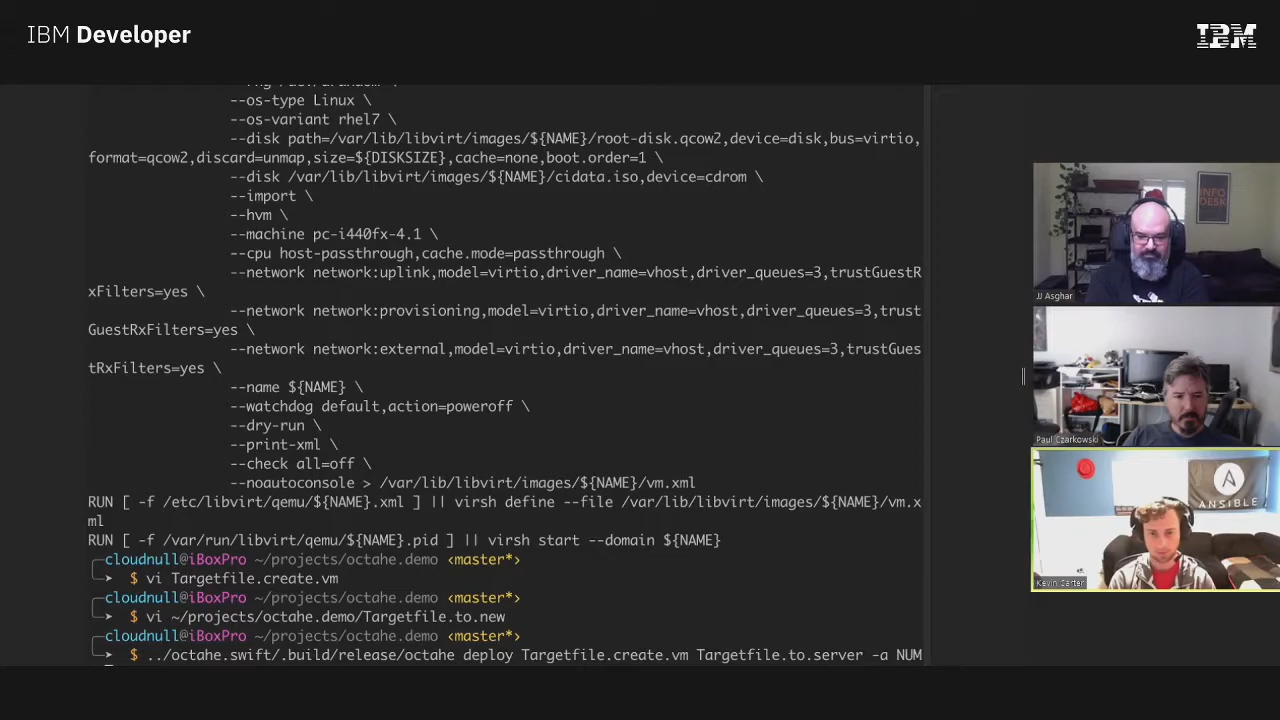 IBM Developer
IBM
--os-type Linux \
--os-variant rhel7 \
--disk path=/var/lib/libvirt/images/${NAME}/root-disk.qcow2,device=disk,bus=virtio,
format=qcow2,discard=unmap,size=${DISKSIZE},cache=none,boot.order=1 \
--disk /var/lib/libvirt/images/${NAME}/cidata.iso,device=cdrom \
--import \
--hvm \
--machine pc-i440fx-4.1 \
--cpu host-passthrough,cache.mode=passthrough \
--network network:uplink,model=virtio,driver_name=vhost,driver_queues=3,trustGuestR
xFilters=yes \
--network network:provisioning,model=virtio,driver_name=vhost,driver_queues=3,trust
GuestRxFilters=yes \
--network network:external,model=virtio,driver_name=vhost,driver_queues=3,trustGues
tRxFilters=yes \
--name ${NAME} \
--watchdog default,action=poweroff \
--dry-run \
--print-xml \
--check all=off \
--noautoconsole > /var/lib/libvirt/images/${NAME}/vm.xml
RUN [ -f /etc/libvirt/qemu/${NAME}.xml ] || virsh define --file /var/lib/libvirt/images/${NAME}/vm.x
ml
RUN [ -f /var/run/libvirt/qemu/${NAME}.pid ] || virsh start --domain ${NAME}
cloudnull@iBoxPro ~/projects/octahe.demo ‹master*›
$ vi Targetfile.create.vm
cloudnull@iBoxPro ~/projects/octahe.demo ‹master*›
$ vi ~/projects/octahe.demo/Targetfile.to.new
cloudnull@iBoxPro ~/projects/octahe.demo ‹master*›
$ ../octahe.swift/.build/release/octahe deploy Targetfile.create.vm Targetfile.to.server -a NUM
INFO
DESK
JJ Asghar
Paul Czarkowski
ANSIBLE
Kevin Carter